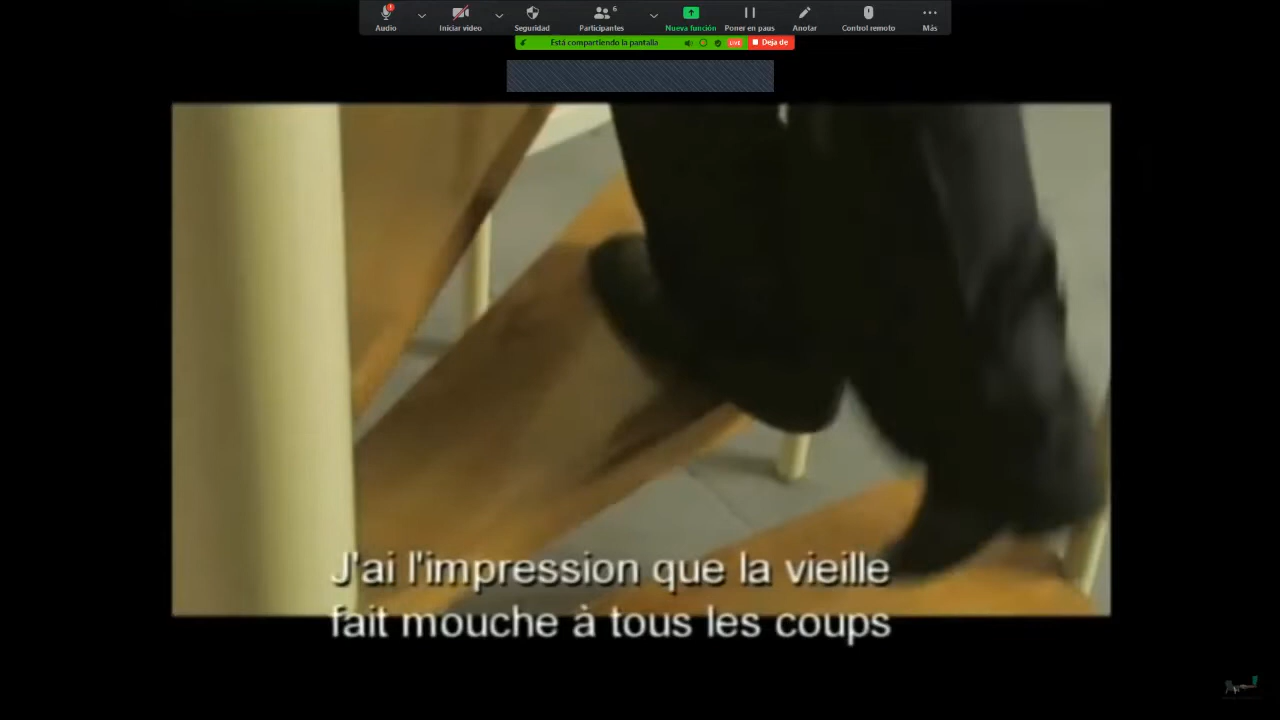 6
Audio
Iniciar video
Seguridad
Participantes
Nueva función
Poner en paus
Anotar
Control remoto
Más
Está compartiendo la pantalla
LIVE
Deja de
J'ai l'impression que la vieille
fait mouche à tous les coups